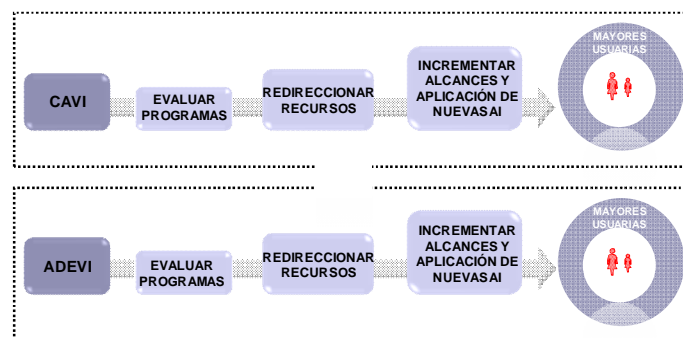 CAVI
EVALUAR
PROGRAMAS
REDIRECCIONAR
RECURSOS
INCREMENTAR
ALCANCES Y
APLICACIÓN DE
NUEVAS AI
MAYORES
USUARIAS
ADEVI
EVALUAR
PROGRAMAS
REDIRECCIONAR
RECURSOS
INCREMENTAR
ALCANCES Y
APLICACIÓN DE
NUEVAS AI
MAYORES
USUARIAS